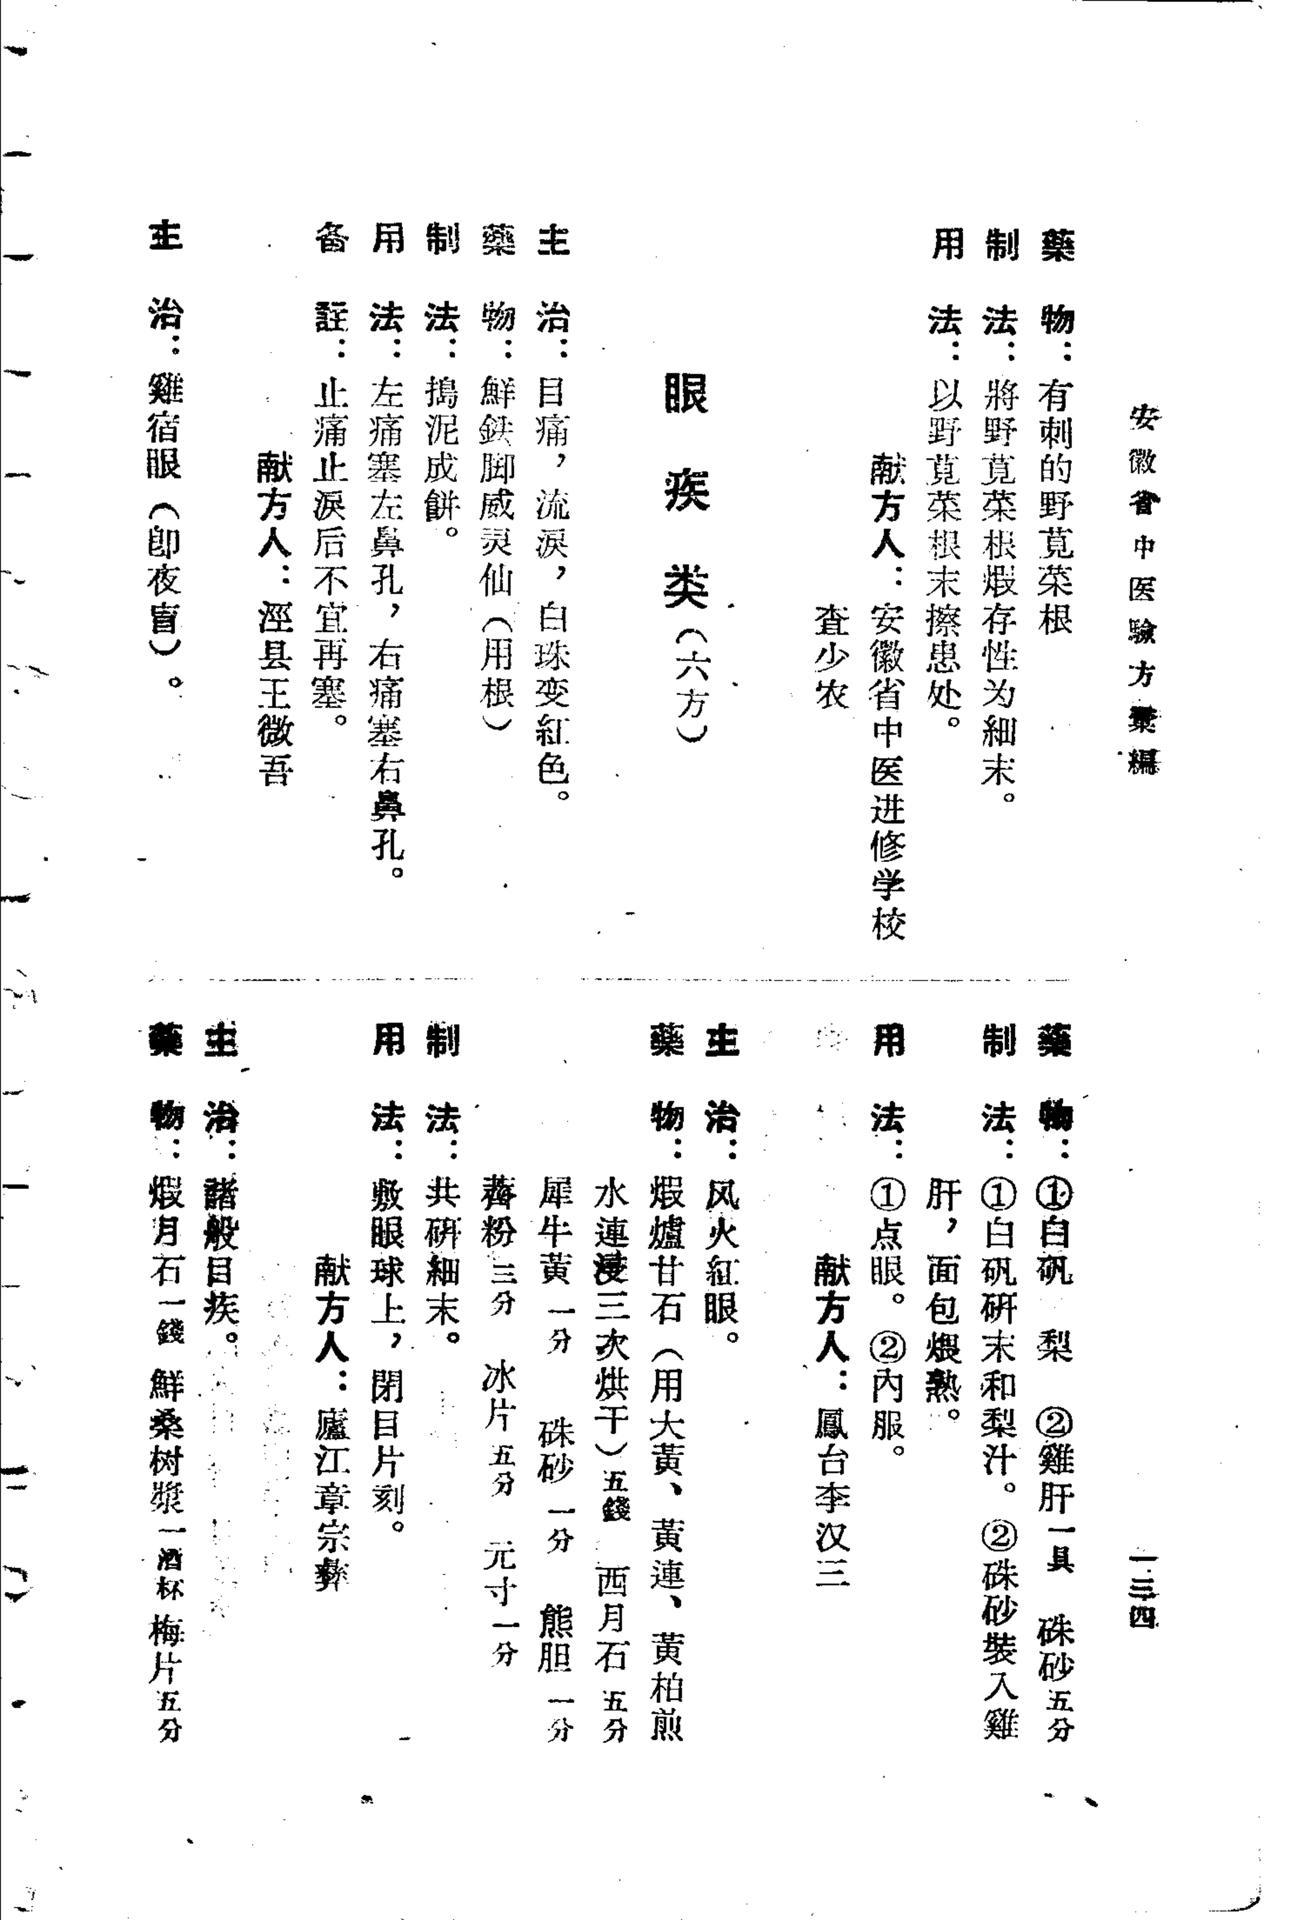 安徽省中医驗方彙編
一三四
藥物：有刺的野莧菜根
制法：將野莧菜根煅存性为細末。
用法：以野莧菜根末擦患处。
献方人：安徽省中医进修学校
查少农
眼疾类（六方）
主治：目痛，流淚，白珠变紅色。
藥物：鮮鉄脚威灵仙（用根）
制法：搗泥成餅。
用法：左痛塞左鼻孔，右痛塞右鼻孔。
备註：止痛止淚后不宜再塞。
献方人：涇县王微吾
主治：雞宿眼（卽夜盲）。
藥物：①白矾　梨　②雞肝一具　硃砂五分
制法：①白矾硏末和梨汁。②硃砂裝入雞
肝，面包煨熟。
用法：①点眼。②內服。
献方人：鳳台李汉三
主治：风火紅眼。
藥物：煅爐甘石（用大黃、黃連、黃柏煎
水連浸三次烘干）五錢　西月石五分
犀牛黃一分　硃砂一分　熊胆一分
粉三分　冰片五分　元寸一分
制法：共硏細末。
用法：敷眼球上，閉目片刻。
献方人：廬江章宗彝
主治：諸般目疾。
藥物：煅月石一錢　鮮桑树漿一酒杯　梅片五分